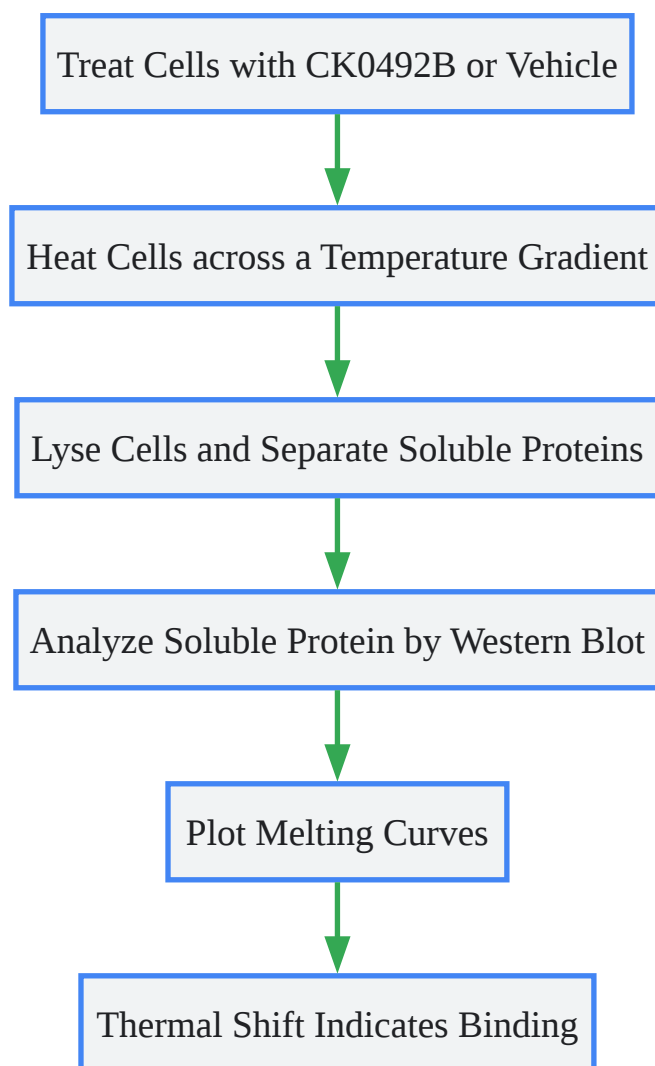 Treat Cells with CK0492B or Vehicle
Heat Cells across a Temperature Gradient
Lyse Cells and Separate Soluble Proteins
Analyze Soluble Protein by Western Blot
Plot Melting Curves
Thermal Shift Indicates Binding